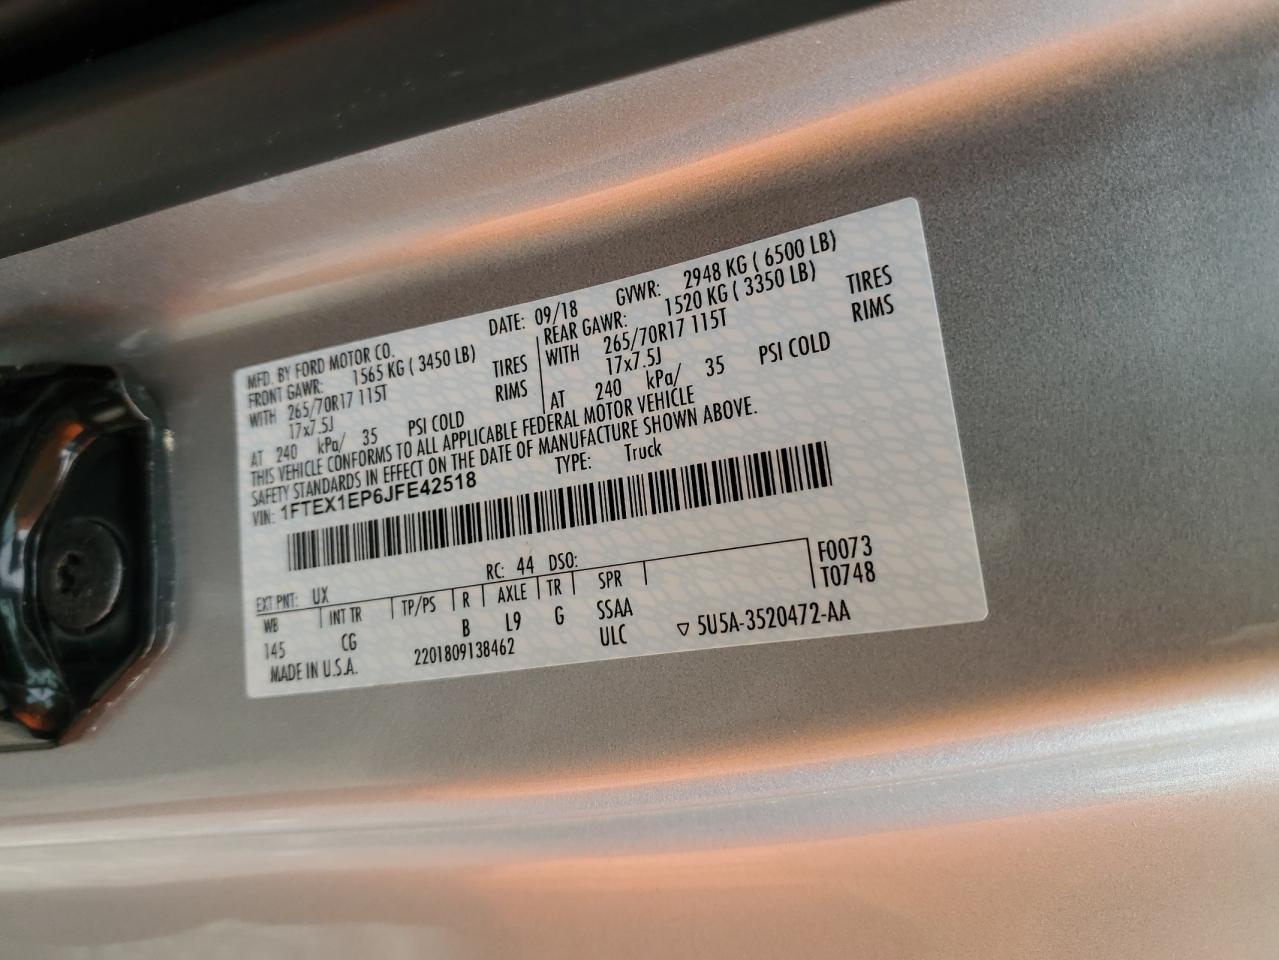 MFD. BY FORD MOTOR CO. DATE: 09/18 GVWR: 2948 KG ( 6500 LB)
FRONT GAWR: 1565 KG ( 3450 LB) REAR GAWR: 1520 KG ( 3350 LB)
WITH 265/70R17 115T TIRES WITH 265/70R17 115T TIRES
17x7.5J RIMS 17x7.5J RIMS
AT 240 kPa/ 35 PSI COLD AT 240 kPa/ 35 PSI COLD
THIS VEHICLE CONFORMS TO ALL APPLICABLE FEDERAL MOTOR VEHICLE
SAFETY STANDARDS IN EFFECT ON THE DATE OF MANUFACTURE SHOWN ABOVE.
VIN: 1FTEX1EP6JFE42518 TYPE: Truck
EXT PNT: UX RC: 44 DSO: F0073
WB INT TR TP/PS R AXLE TR SPR T0748
145 CG B L9 G SSAA
MADE IN U.S.A. 2201809138462 ULC ▽ 5U5A-3520472-AA